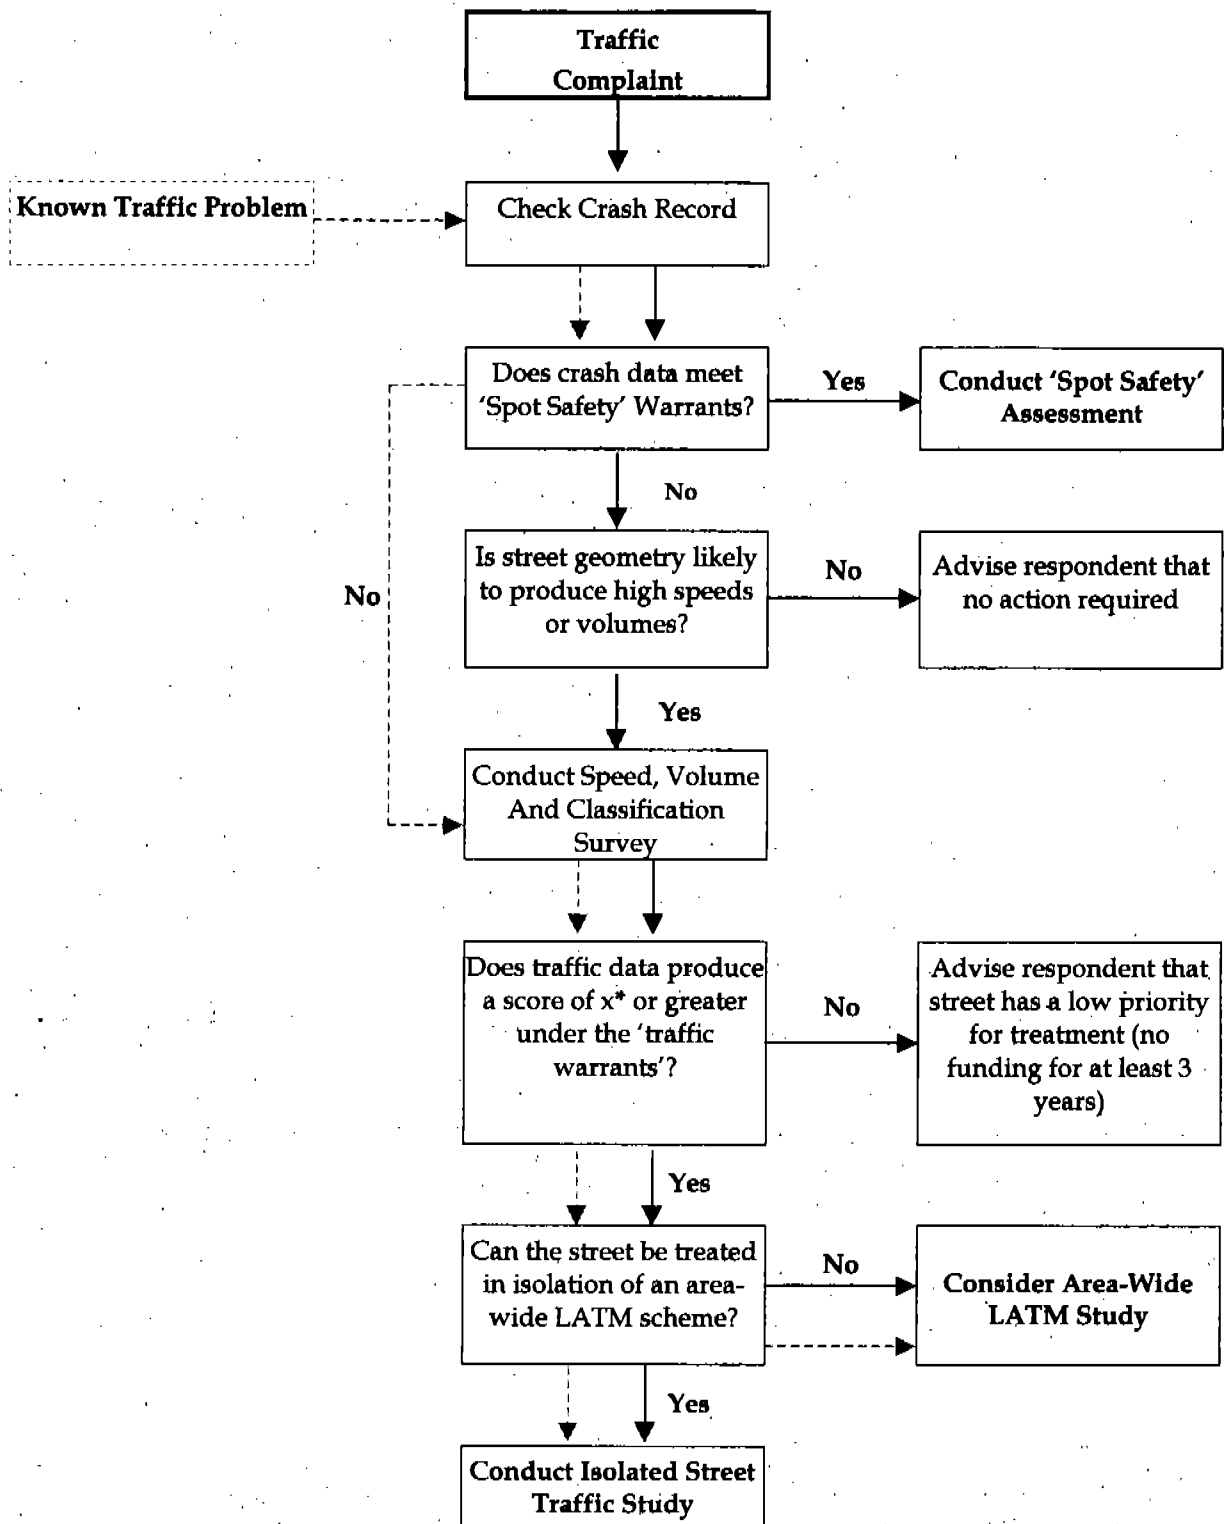 Traffic
Complaint
Known Traffic Problem
Check Crash Record
Does crash data meet
‘Spot Safety’ Warrants?
Yes
Conduct ‘Spot Safety’
Assessment
No
Is street geometry likely
to produce high speeds
or volumes?
No
Advise respondent that
no action required
No
Yes
Conduct Speed, Volume
And Classification
Survey
Does traffic data produce
a score of x* or greater
under the ‘traffic
warrants’?
No
Advise respondent that
street has a low priority
for treatment (no
funding for at least 3
years)
Yes
Can the street be treated
in isolation of an area-
wide LATM scheme?
No
Consider Area-Wide
LATM Study
Yes
Conduct Isolated Street
Traffic Study